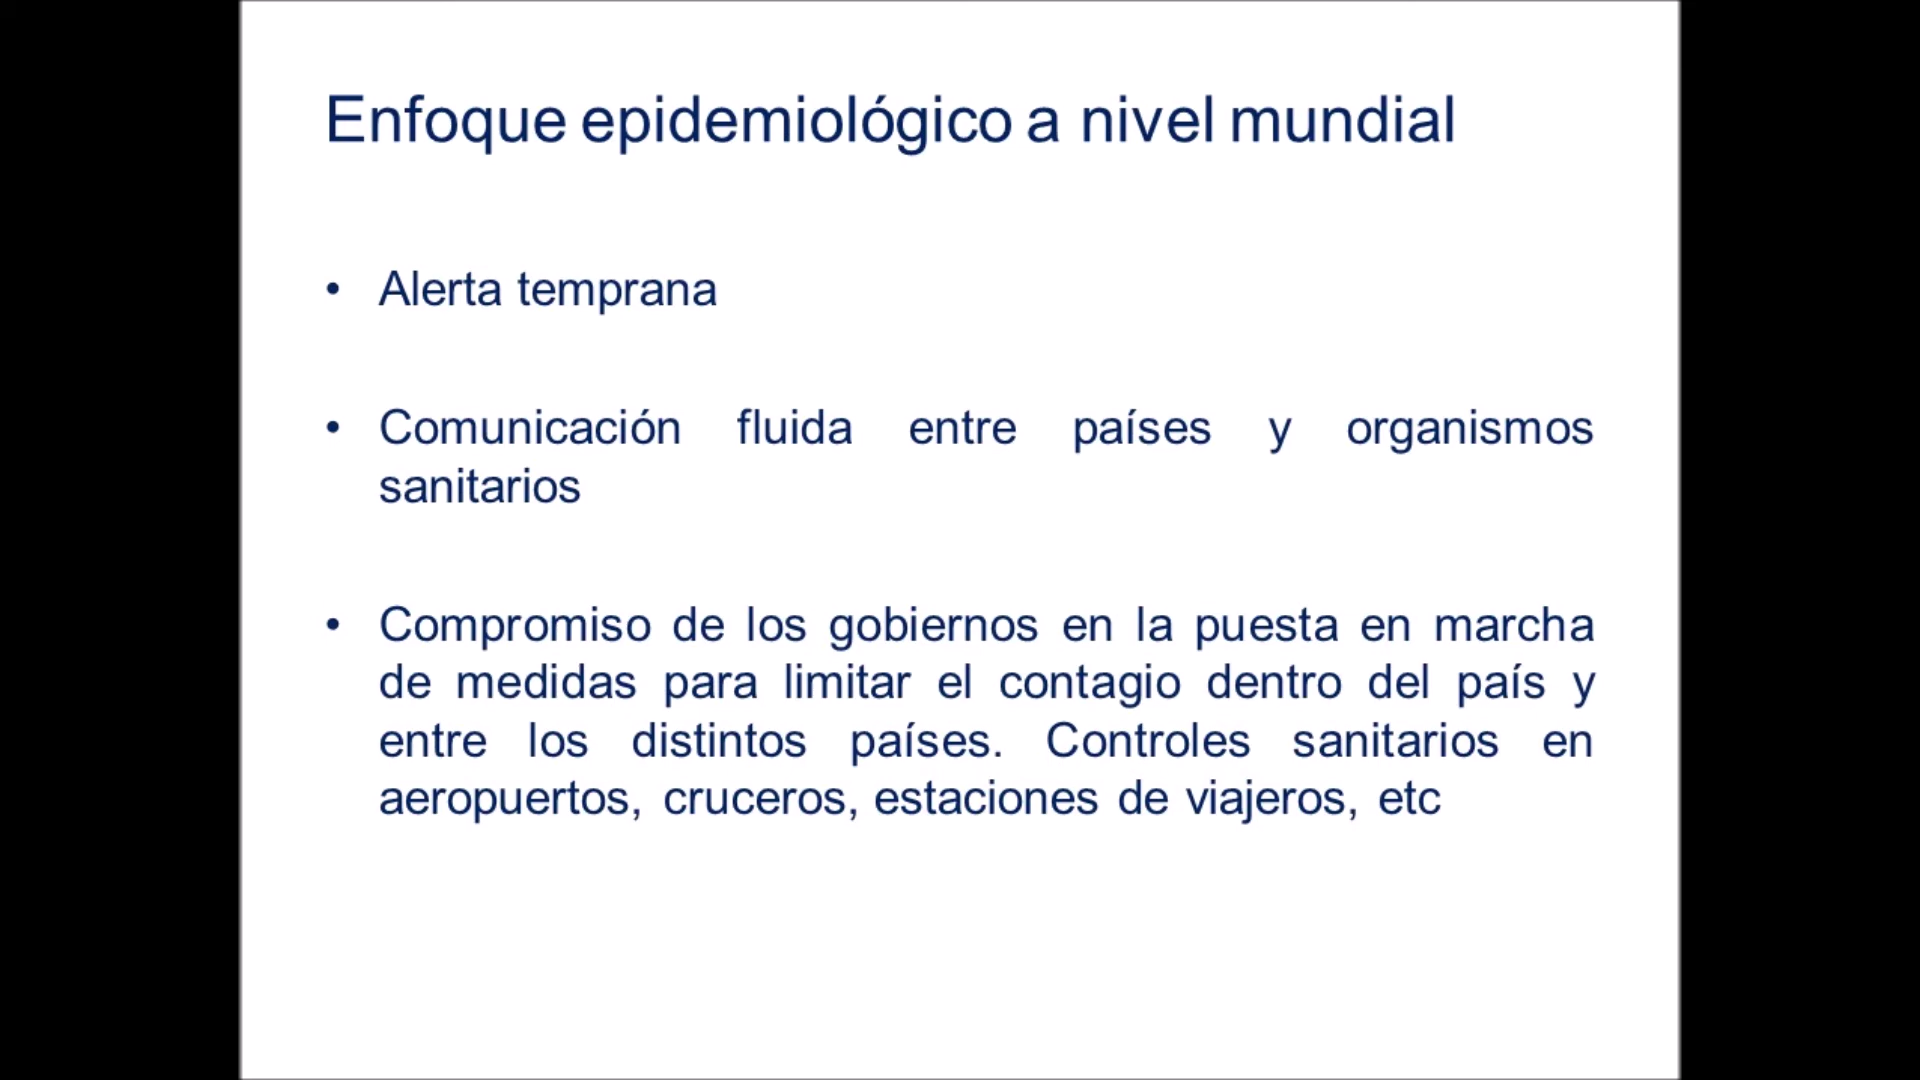 Enfoque epidemiológico a nivel mundial
• Alerta temprana
• Comunicación fluida entre países y organismos
sanitarios
• Compromiso de los gobiernos en la puesta en marcha
de medidas para limitar el contagio dentro del país y
entre los distintos países. Controles sanitarios en
aeropuertos, cruceros, estaciones de viajeros, etc